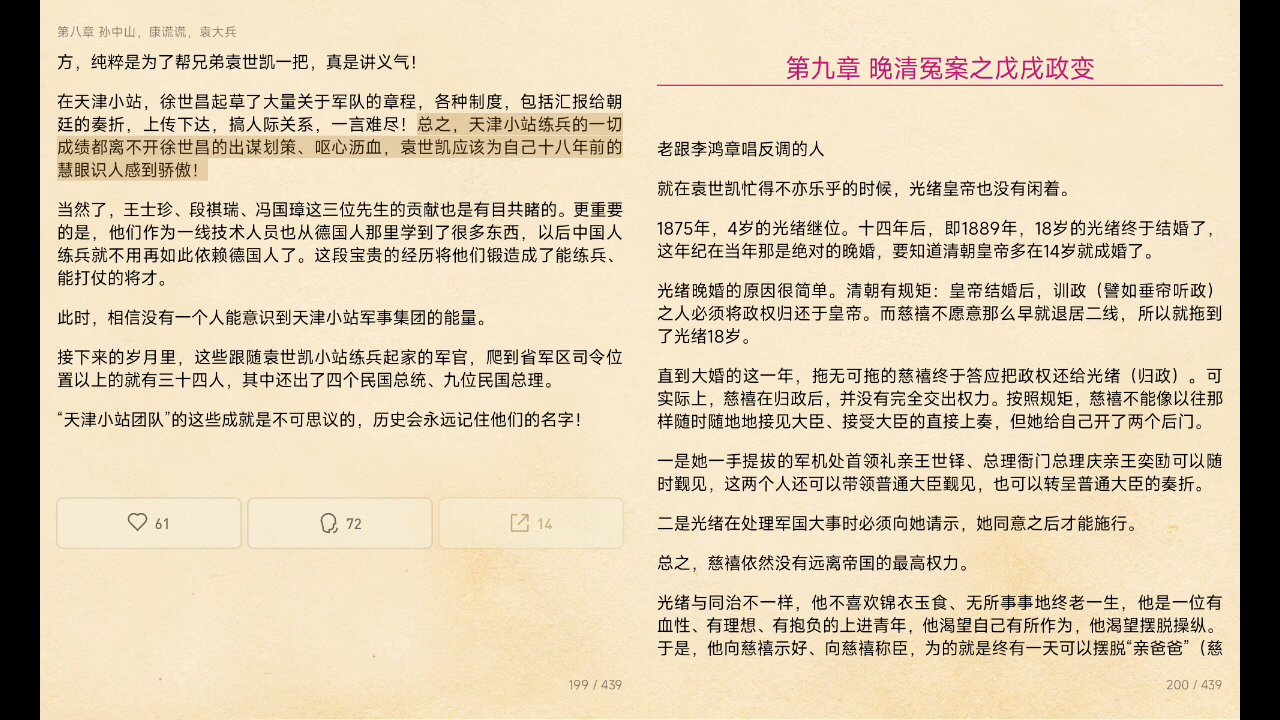 第八章 孙中山，康谎谎，袁大兵
方，纯粹是为了帮兄弟袁世凯一把，真是讲义气！
在天津小站，徐世昌起草了大量关于军队的章程，各种制度，包括汇报给朝
廷的奏折，上传下达，搞人际关系，一言难尽！总之，天津小站练兵的一切
成绩都离不开徐世昌的出谋划策、呕心沥血，袁世凯应该为自己十八年前的
慧眼识人感到骄傲！
当然了，王士珍、段祺瑞、冯国璋这三位先生的贡献也是有目共睹的。更重要
的是，他们作为一线技术人员也从德国人那里学到了很多东西，以后中国人
练兵就不用再如此依赖德国人了。这段宝贵的经历将他们锻造成了能练兵、
能打仗的将才。
此时，相信没有一个人能意识到天津小站军事集团的能量。
接下来的岁月里，这些跟随袁世凯小站练兵起家的军官，爬到省军区司令位
置以上的就有三十四人，其中还出了四个民国总统、九位民国总理。
“天津小站团队”的这些成就是不可思议的，历史会永远记住他们的名字！
61
72
14
199 / 439
第九章 晚清冤案之戊戌政变
老跟李鸿章唱反调的人
就在袁世凯忙得不亦乐乎的时候，光绪皇帝也没有闲着。
1875年，4岁的光绪继位。十四年后，即1889年，18岁的光绪终于结婚了，
这年纪在当年那是绝对的晚婚，要知道清朝皇帝多在14岁就成婚了。
光绪晚婚的原因很简单。清朝有规矩：皇帝结婚后，训政（譬如垂帘听政）
之人必须将政权归还于皇帝。而慈禧不愿意那么早就退居二线，所以就拖到
了光绪18岁。
直到大婚的这一年，拖无可拖的慈禧终于答应把政权还给光绪（归政）。可
实际上，慈禧在归政后，并没有完全交出权力。按照规矩，慈禧不能像以往那
样随时随地地接见大臣、接受大臣的直接上奏，但她给自己开了两个后门。
一是她一手提拔的军机处首领礼亲王世铎、总理衙门总理庆亲王奕劻可以随
时觐见，这两个人还可以带领普通大臣觐见，也可以转呈普通大臣的奏折。
二是光绪在处理军国大事时必须向她请示，她同意之后才能施行。
总之，慈禧依然没有远离帝国的最高权力。
光绪与同治不一样，他不喜欢锦衣玉食、无所事事地终老一生，他是一位有
血性、有理想、有抱负的上进青年，他渴望自己有所作为，他渴望摆脱操纵。
于是，他向慈禧示好、向慈禧称臣，为的就是终有一天可以摆脱“亲爸爸”（慈
200 / 439